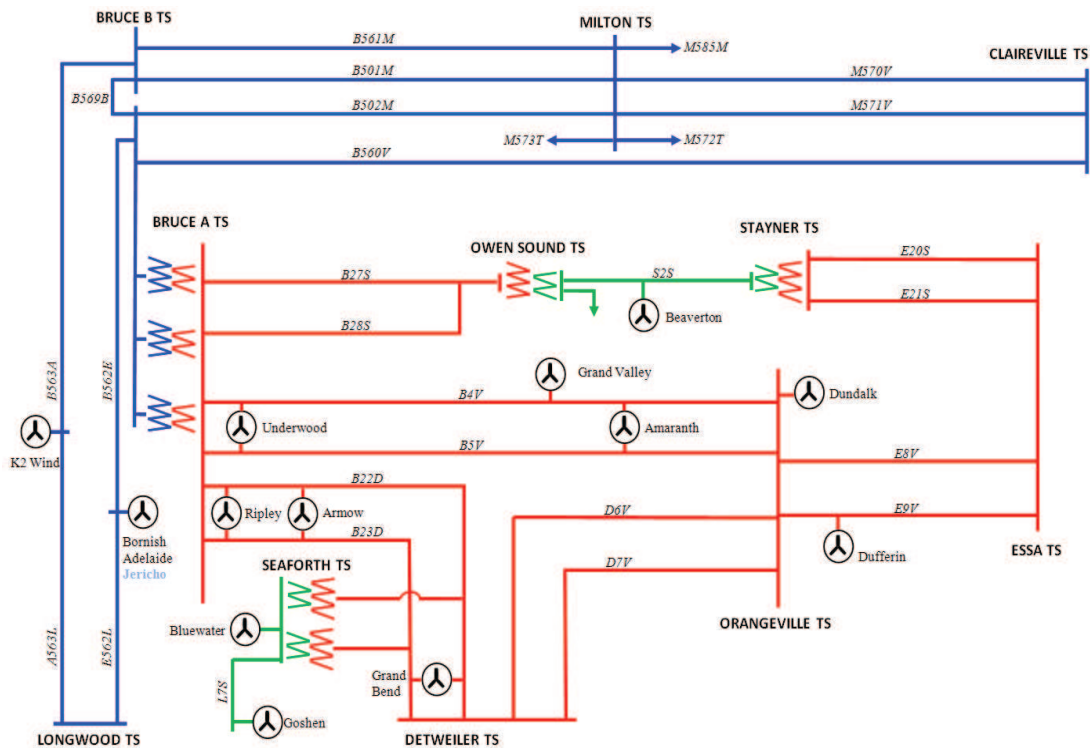 BRUCE B TS
MILTON TS
CLAIREVILLE TS
B561M
M585M
B501M
M570V
B569B
B502M
M571V
M573T
M572T
B560V
BRUCE A TS
OWEN SOUND TS
STAYNER TS
E20S
B27S
S2S
E21S
Beaverton
B28S
B563A
B562E
Grand Valley
B4V
Dundalk
Underwood
Amaranth
K2 Wind
B5V
E8V
B22D
Ripley
Armow
D6V
E9V
B23D
Bornish
Adelaide
Jericho
SEAFORTH TS
Dufferin
ESSA TS
D7V
A563L
E562L
Bluewater
ORANGEVILLE TS
L7S
Grand
Bend
Goshen
LONGWOOD TS
DETWEILER TS